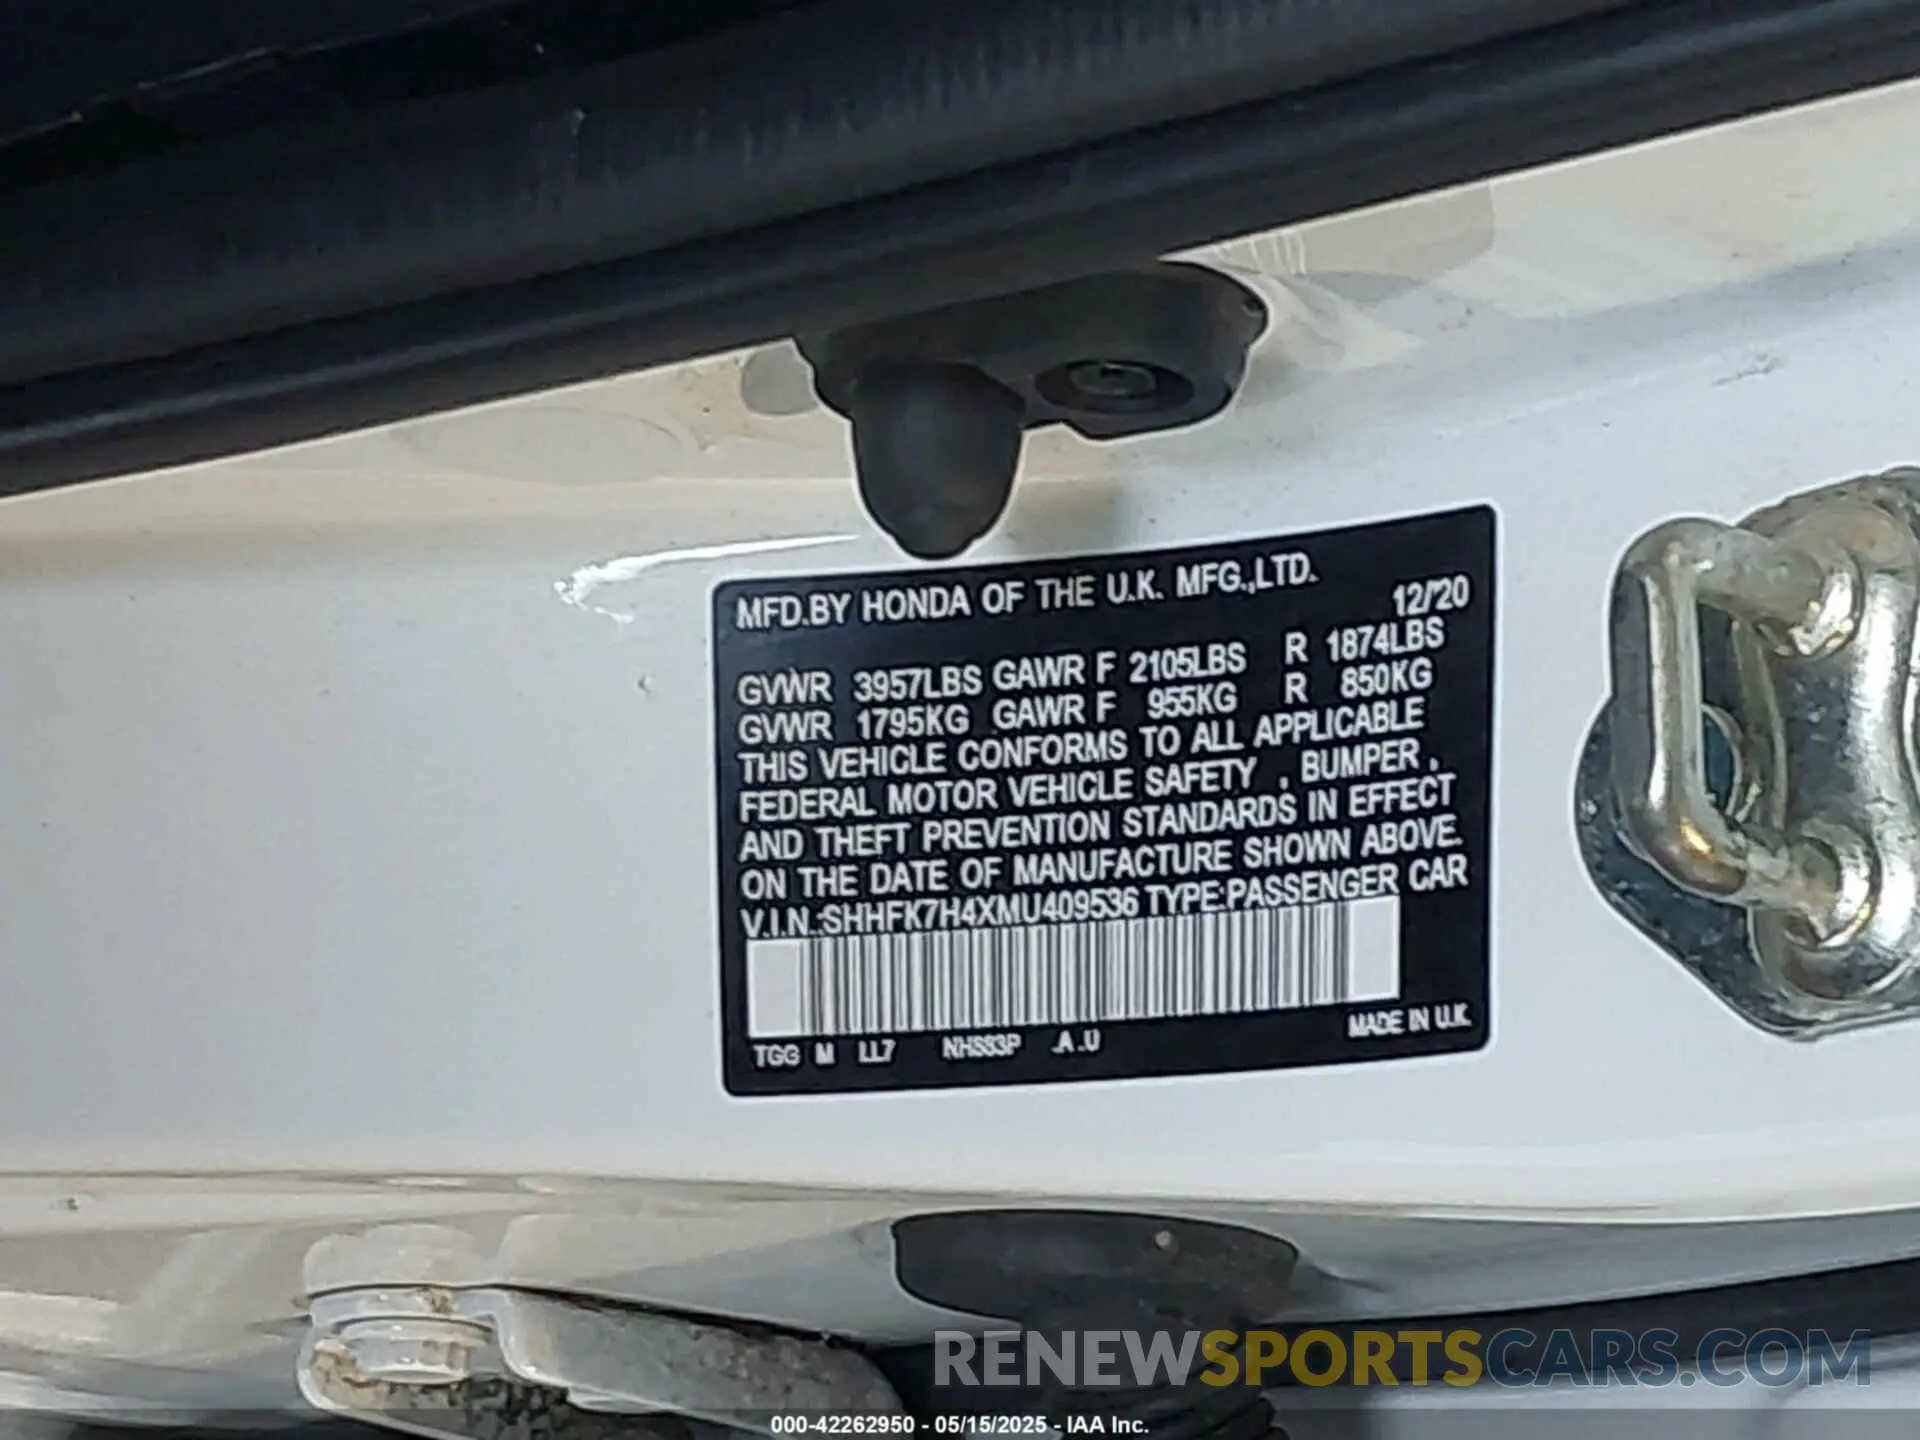 MFD.BY HONDA OF THE U.K. MFG.,LTD.
12/'20
GVWR 3957LBS GAWR F 2105LBS R 1874LBS
GVWR 1795KG GAWR F 955KG R 850KG
THIS VEHICLE CONFORMS TO ALL APPLICABLE
FEDERAL MOTOR VEHICLE SAFETY , BUMPER ,
AND THEFT PREVENTION STANDARDS IN EFFECT
ON THE DATE OF MANUFACTURE SHOWN ABOVE.
V.I.N.:SHHFK7H4XMU409536 TYPE:PASSENGER CAR
TGG M LL7 A U MADE IN U.K.
RENEWSPORTSCARS.COM
000-42262950 - 05/15/2025 - IAA Inc.